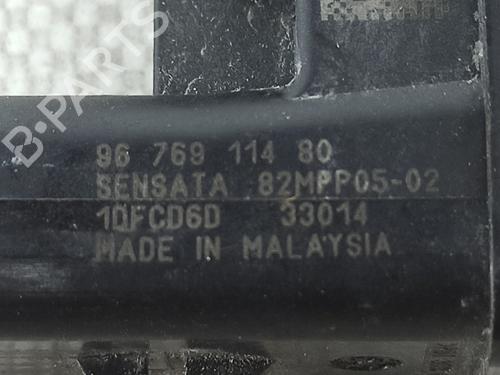 96 769 114 80
SENSATA 82MPP05-02
1DFCD6D 33014
MADE IN MALAYSIA
B-PARTS